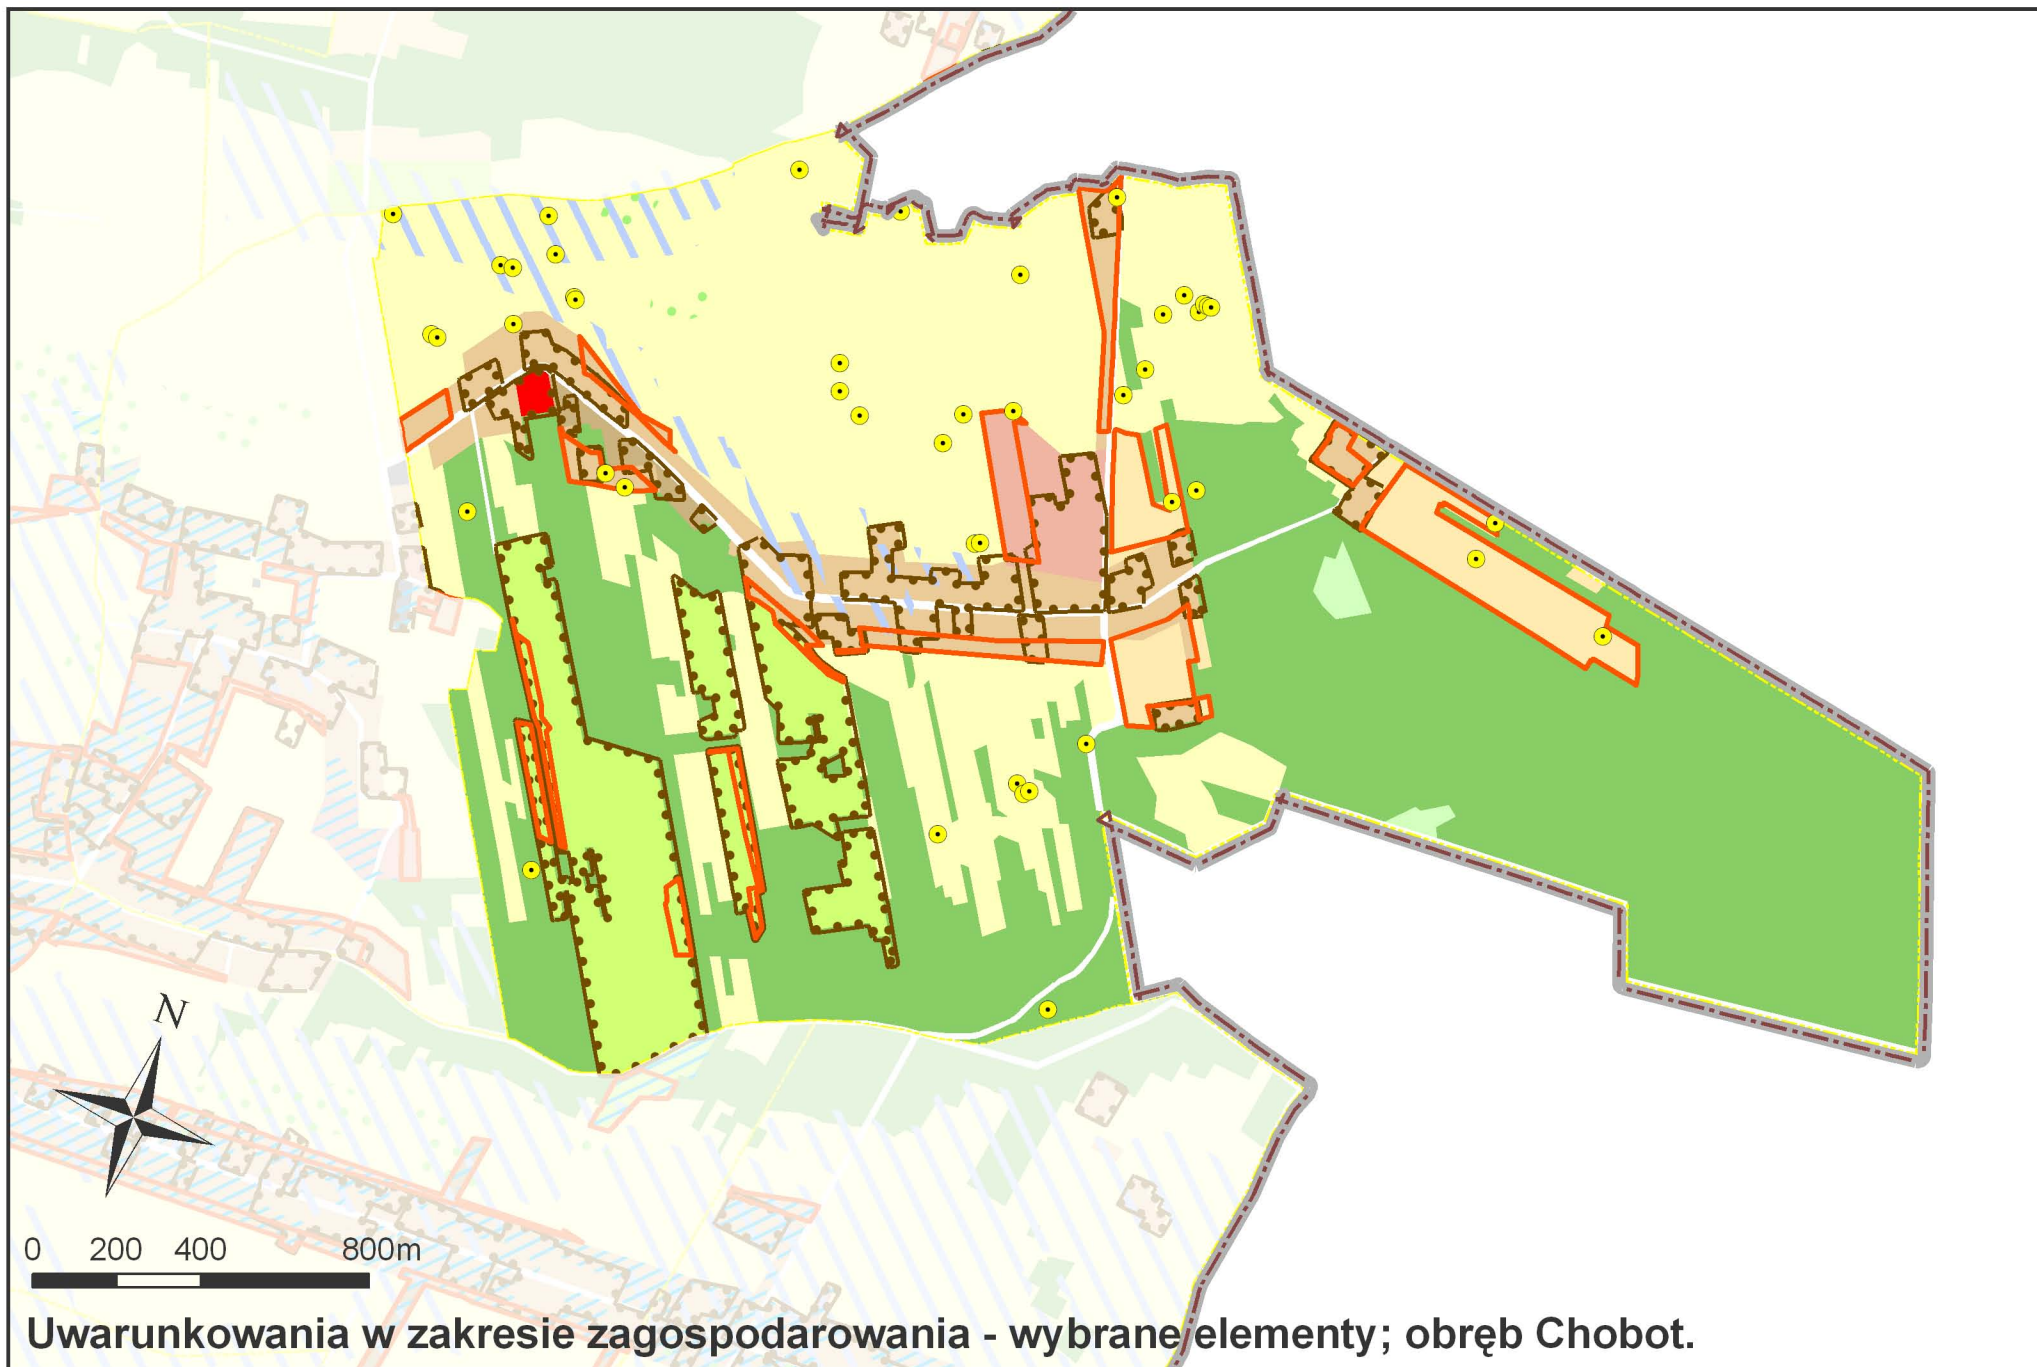 N
0 200 400 800m
Uwarunkowania w zakresie zagospodarowania - wybrane elementy; obręb Chobot.